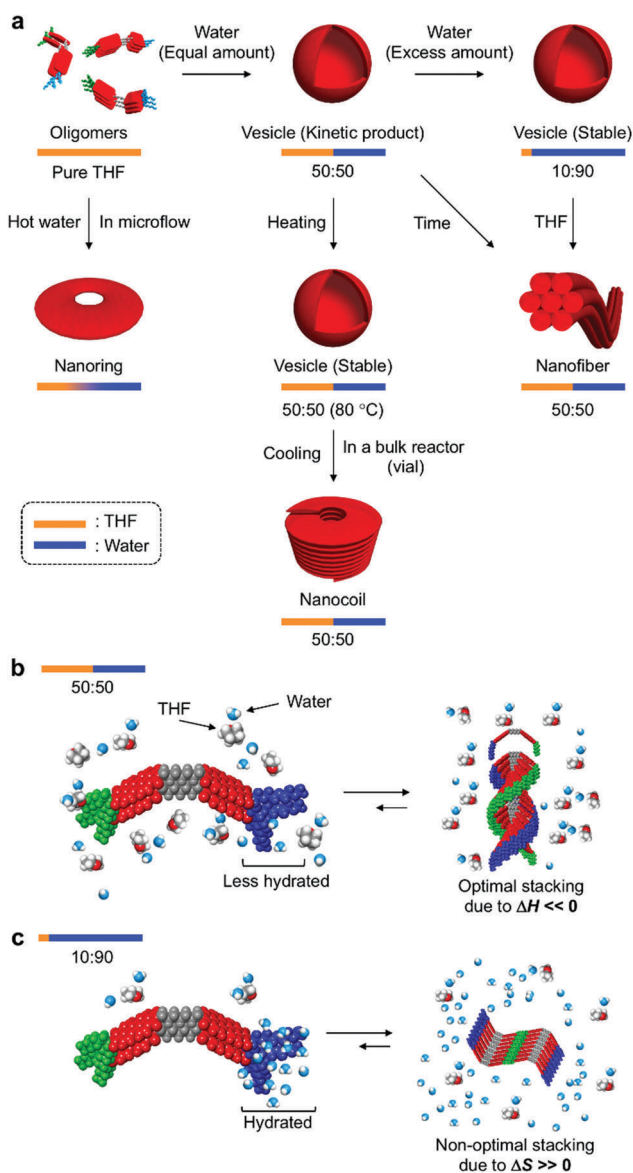 a
Water
(Equal amount)
Water
(Excess amount)
Oligomers
Vesicle (Kinetic product)
Vesicle (Stable)
Pure THF
50:50
10:90
Hot water
In microflow
Heating
Time
THF
Nanoring
Vesicle (Stable)
Nanofiber
50:50 (80 °C)
50:50
Cooling
In a bulk reactor
(vial)
: THF
: Water
Nanocoil
50:50
b
50:50
THF
Water
Less hydrated
Optimal stacking
due to ΔH << 0
c
10:90
Hydrated
Non-optimal stacking
due to ΔS >> 0